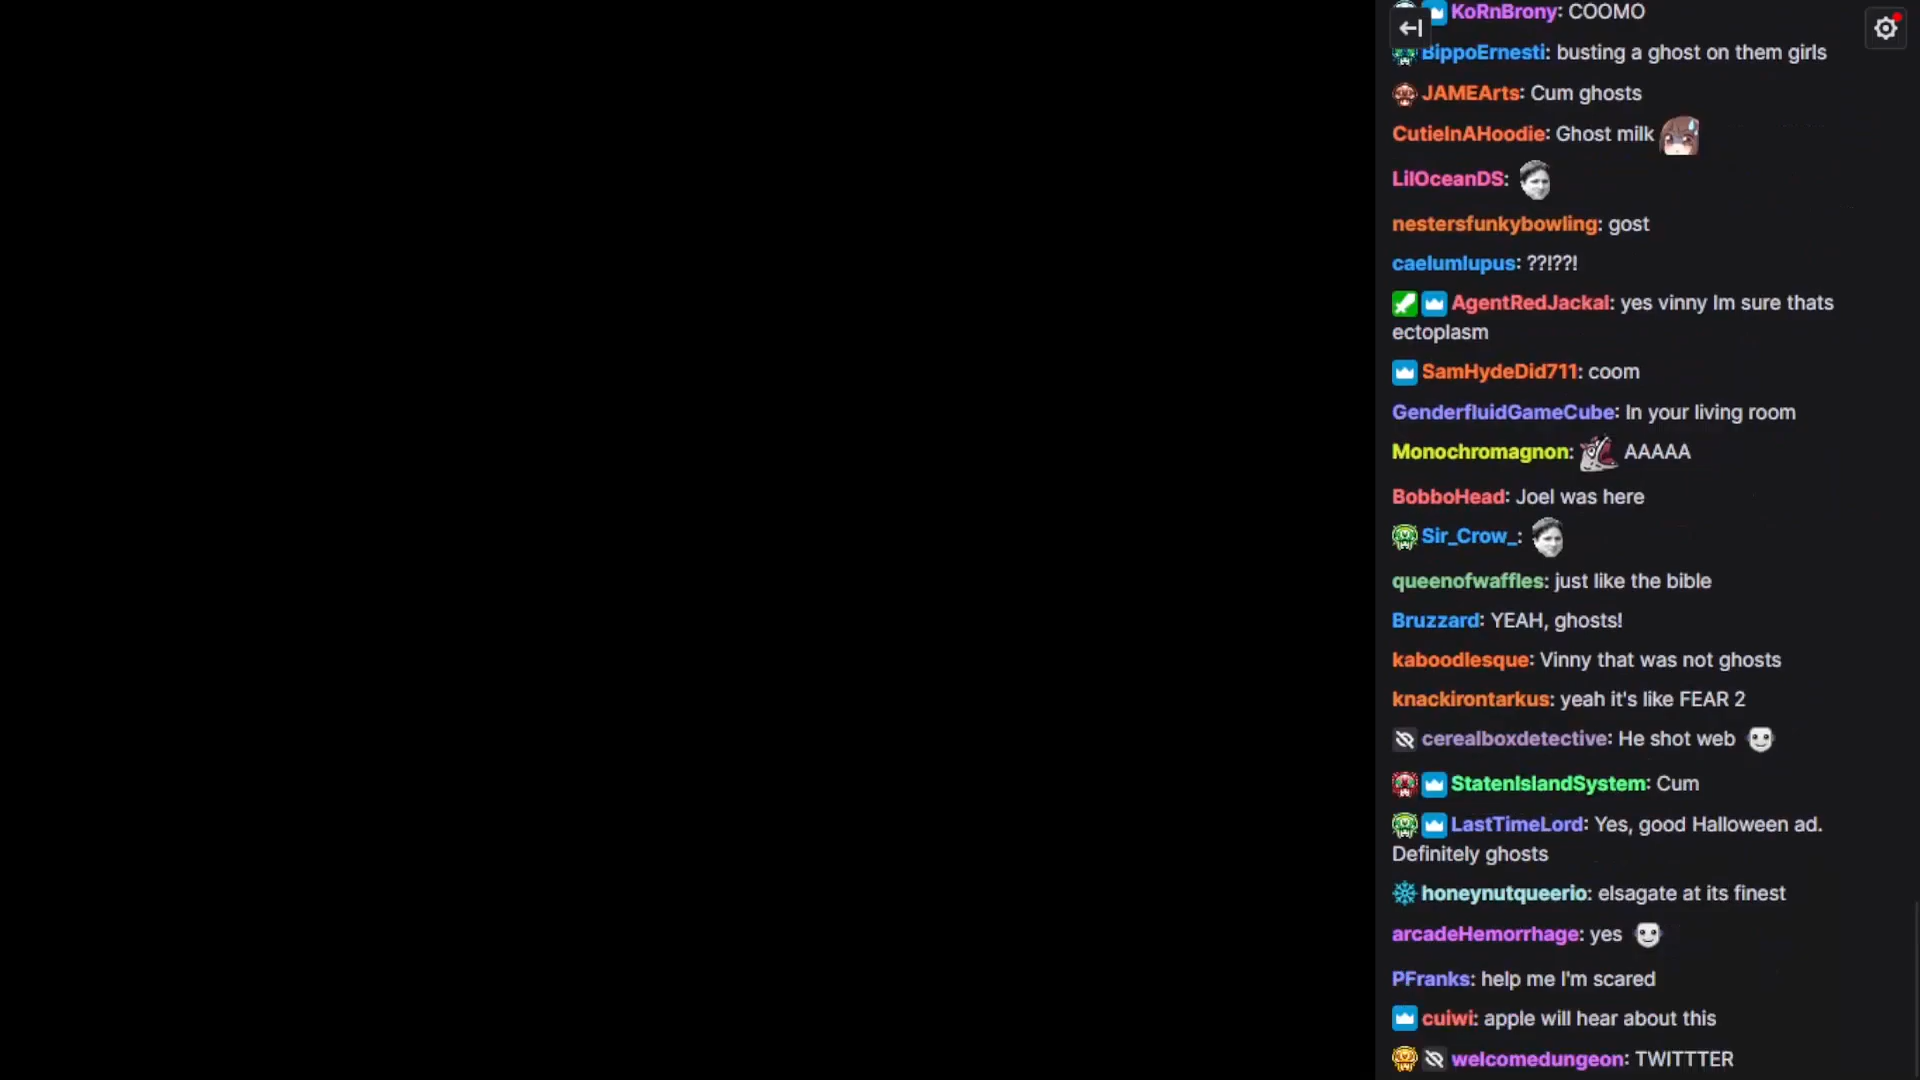 KoRnBrony: COOMO
BippoErnesti: busting a ghost on them girls
JAMEArts: Cum ghosts
CutieInAHoodie: Ghost milk
LilOceanDS:
nestersfunkybowling: gost
caelumlupus: ??!??!
AgentRedJackal: yes vinny Im sure thats
ectoplasm
SamHydeDid711: coom
GenderfluidGameCube: In your living room
Monochromagnon: AAAAA
BobboHead: Joel was here
Sir_Crow_:
queenofwaffles: just like the bible
Bruzzard: YEAH, ghosts!
kaboodlesque: Vinny that was not ghosts
knackirontarkus: yeah it's like FEAR 2
cerealboxdetective: He shot web
StatenIslandSystem: Cum
LastTimeLord: Yes, good Halloween ad.
Definitely ghosts
honeynutqueerio: elsagate at its finest
arcadeHemorrhage: yes
PFranks: help me I'm scared
cuiwi: apple will hear about this
welcomedungeon: TWITTTER